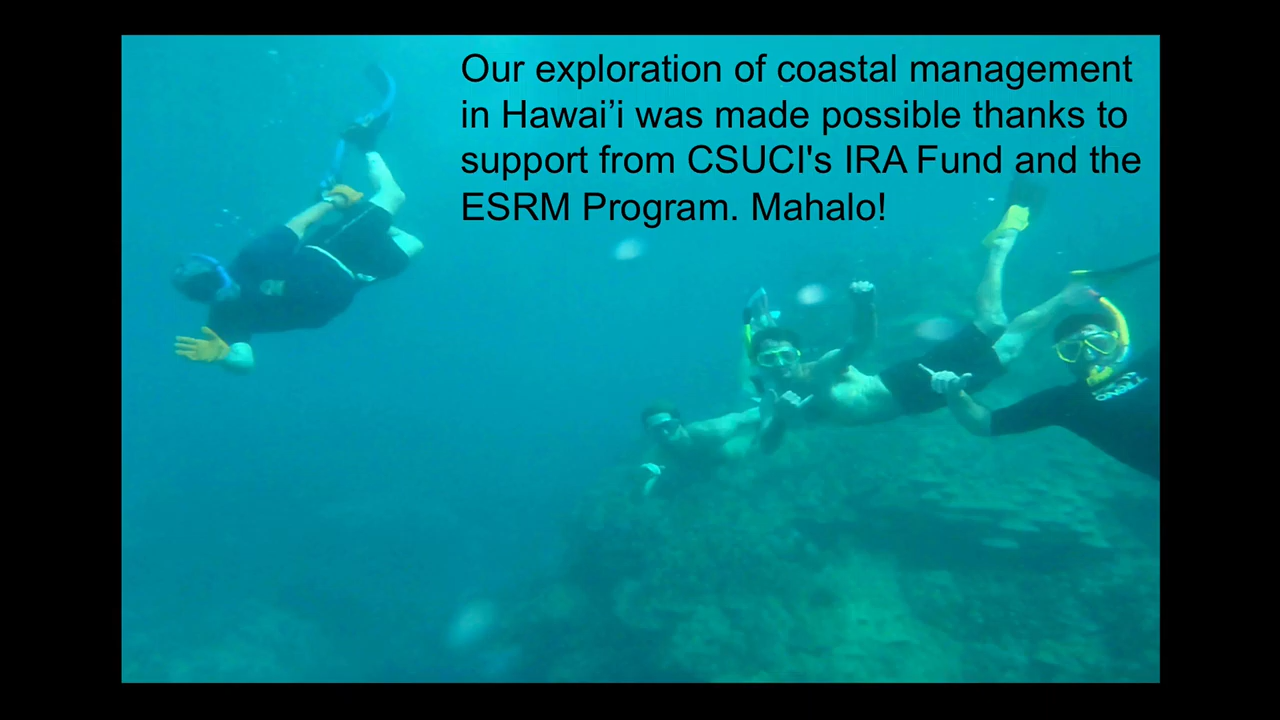 Our exploration of coastal management
in Hawai’i was made possible thanks to
support from CSUCI's IRA Fund and the
ESRM Program. Mahalo!